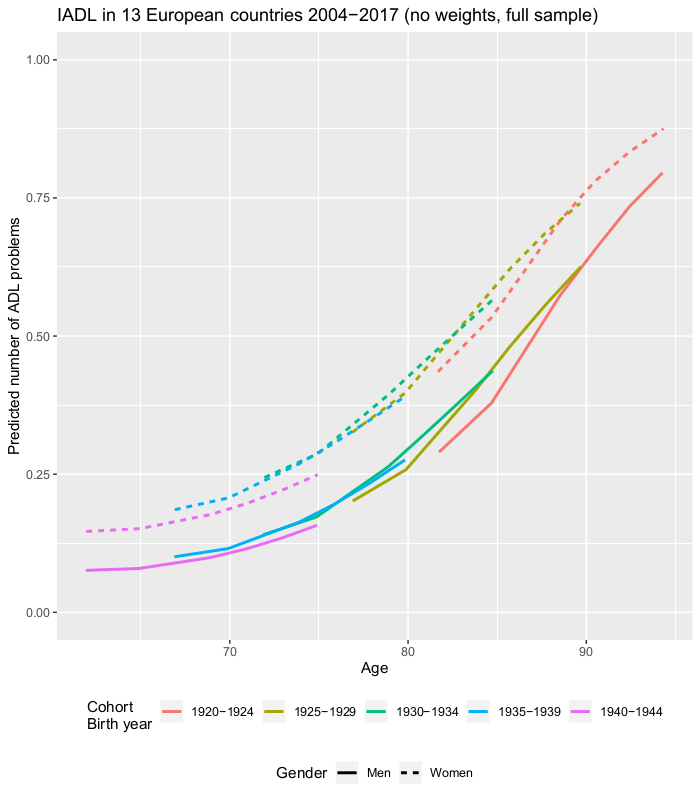 IADL in 13 European countries 2004−2017 (no weights, full sample)
Predicted number of ADL problems
1.00
0.75
0.50
0.25
0.00
70 80 90
Age
Cohort
Birth year
1920−1924 1925−1929 1930−1934 1935−1939 1940−1944
Gender Men Women